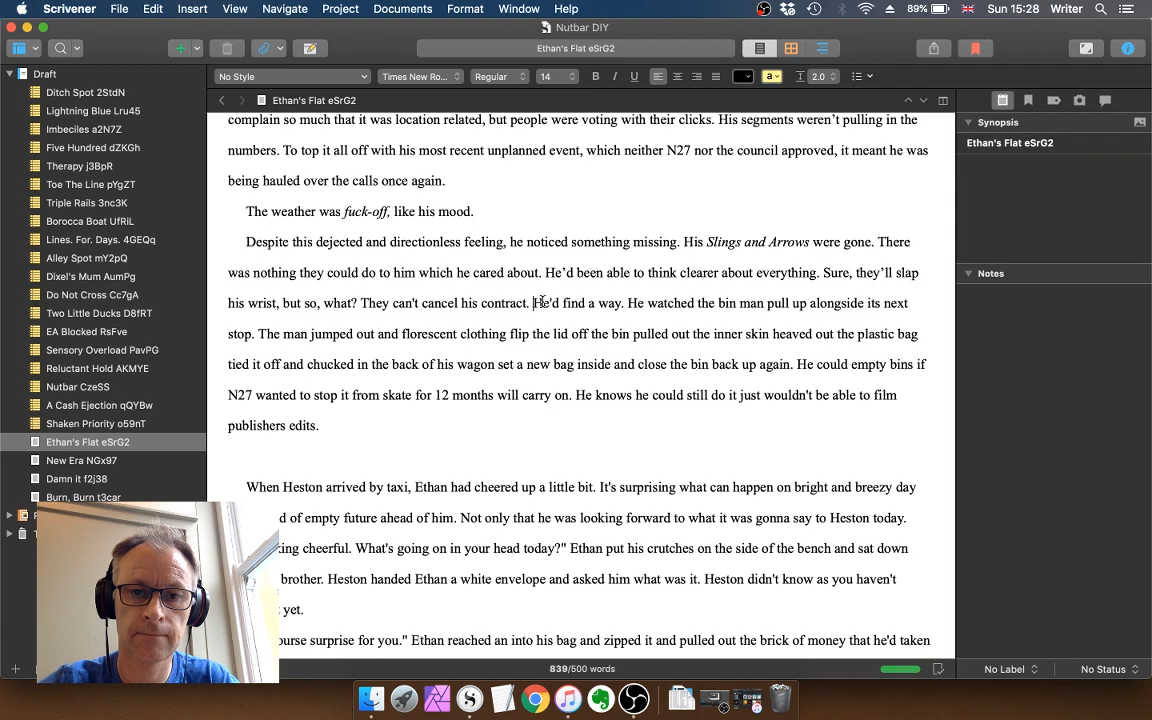 Scrivener File Edit Insert View Navigate Project Documents Format Window Help 89% Sun 15:28 Writer
Nutbar DIY
Ethan's Flat eSrG2
No Style Times New Ro... Regular 14 B I U a 2.0
Ethan's Flat eSrG2
Draft
Ditch Spot 2StdN
Lightning Blue Lru45
Imbeciles a2N7Z
Five Hundred dZKGh
Therapy j3BpR
Toe The Line pYgZT
Triple Rails 3nc3K
Borocca Boat UfRiL
Lines. For. Days. 4GEQq
Alley Spot mY2pQ
Dixel's Mum AumPg
Do Not Cross Cc7gA
Two Little Ducks D8fRT
EA Blocked RsFve
Sensory Overload PavPG
Reluctant Hold AKMYE
Nutbar CzeSS
A Cash Ejection qQYBw
Shaken Priority o59nT
Ethan's Flat eSrG2
New Era NGx97
Damn it f2j38
Burn, Burn t3car
complain so much that it was location related, but people were voting with their clicks. His segments weren't pulling in the
numbers. To top it all off with his most recent unplanned event, which neither N27 nor the council approved, it meant he was
being hauled over the calls once again.
The weather was fuck-off, like his mood.
Despite this dejected and directionless feeling, he noticed something missing. His Slings and Arrows were gone. There
was nothing they could do to him which he cared about. He'd been able to think clearer about everything. Sure, they'll slap
his wrist, but so, what? They can't cancel his contract. He'd find a way. He watched the bin man pull up alongside its next
stop. The man jumped out and florescent clothing flip the lid off the bin pulled out the inner skin heaved out the plastic bag
tied it off and chucked in the back of his wagon set a new bag inside and close the bin back up again. He could empty bins if
N27 wanted to stop it from skate for 12 months will carry on. He knows he could still do it just wouldn't be able to film
publishers edits.
When Heston arrived by taxi, Ethan had cheered up a little bit. It's surprising what can happen on bright and breezy day
d of empty future ahead of him. Not only that he was looking forward to what it was gonna say to Heston today.
ing cheerful. What's going on in your head today?" Ethan put his crutches on the side of the bench and sat down
brother. Heston handed Ethan a white envelope and asked him what was it. Heston didn't know as you haven't
yet.
ourse surprise for you." Ethan reached an into his bag and zipped it and pulled out the brick of money that he'd taken
839/500 words
Synopsis
Ethan's Flat eSrG2
Notes
No Label No Status